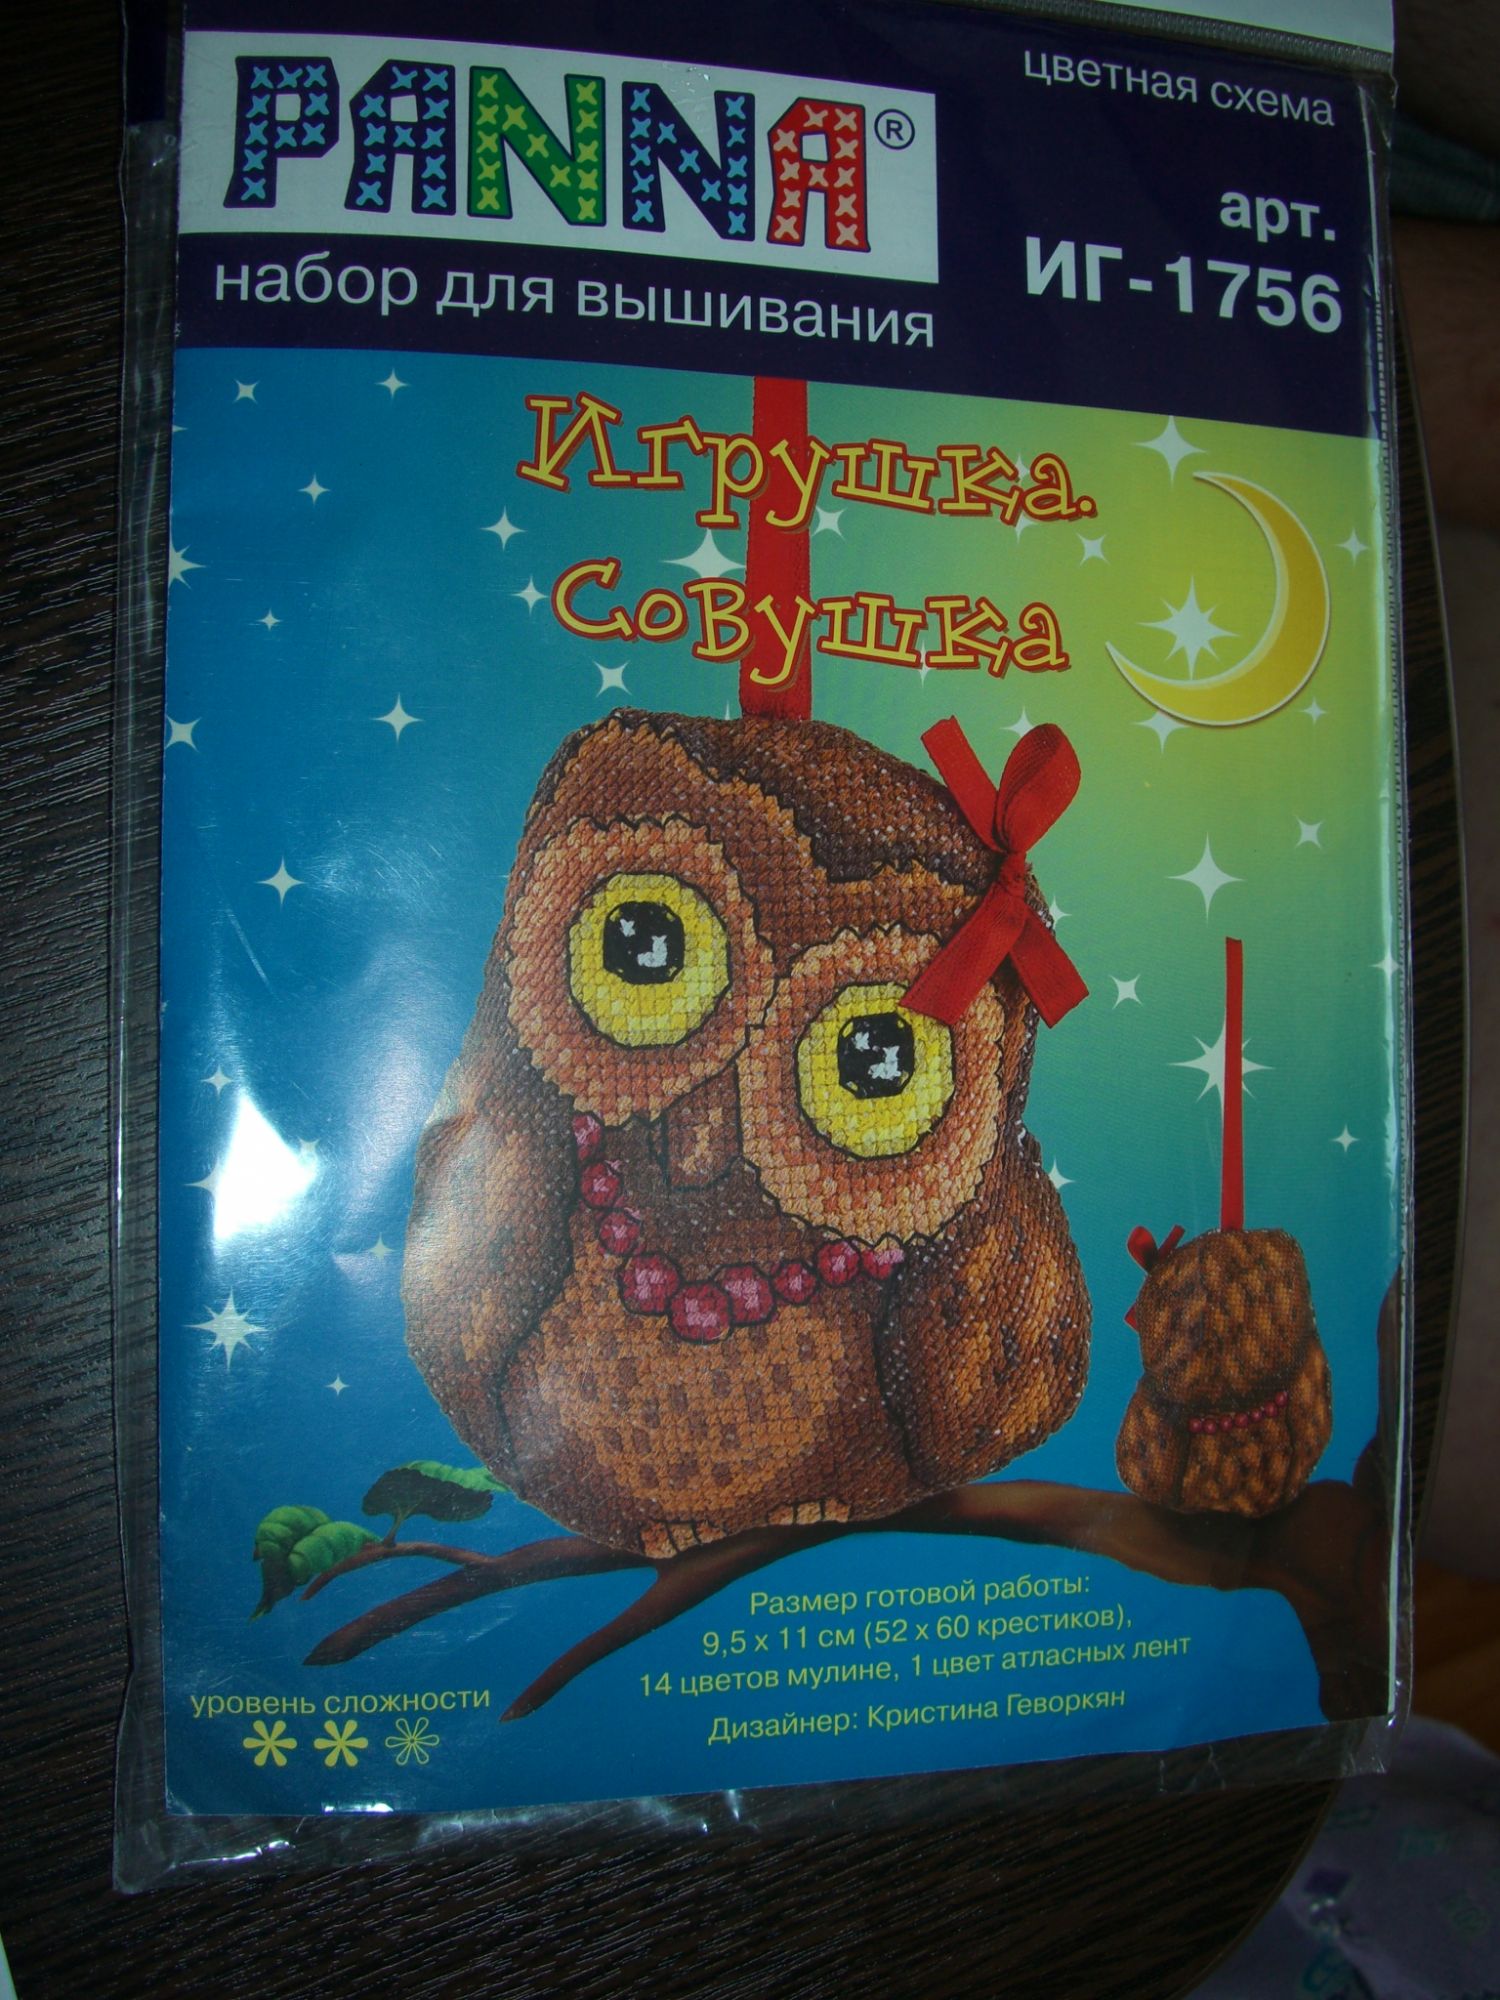 PANNA®
цветная схема
арт.
ИГ-1756
набор для вышивания
Игрушка.
Совушка
Размер готовой работы:
9,5 х 11 см (52 х 60 крестиков),
14 цветов мулине, 1 цвет атласных лент
Дизайнер: Кристина Геворкян
уровень сложности